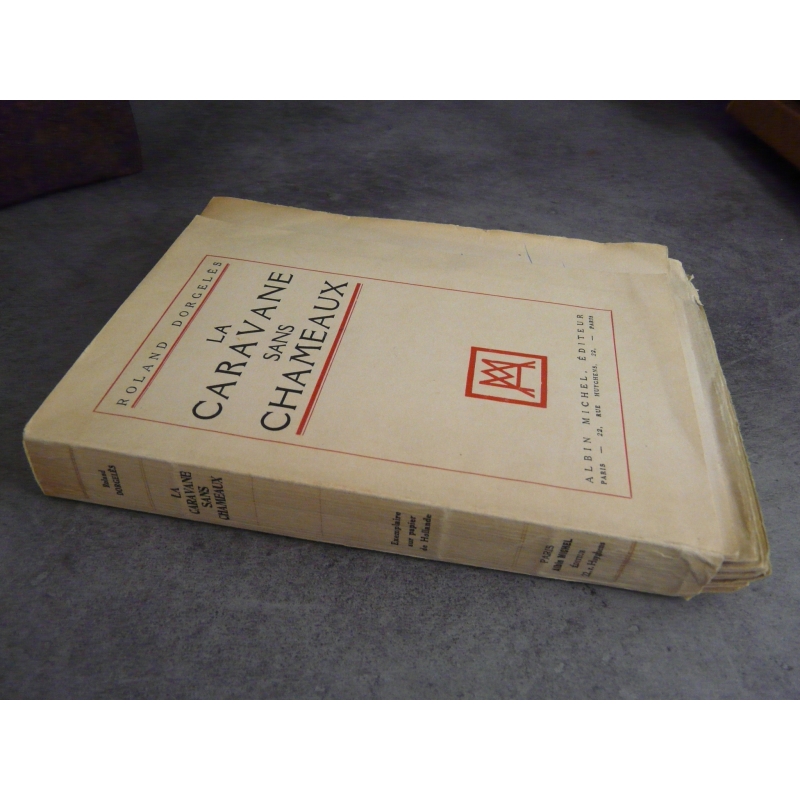 ROLAND DORGELÈS
LA
CARAVANE
SANS
CHAMEAUX
ALBIN MICHEL, ÉDITEUR
PARIS — 22, RUE HUYGHENS, 22, — PARIS
Roland
DORGELÈS
LA
CARAVANE
SANS
CHAMEAUX
Exemplaire
sur papier
de Hollande
PARIS
Albin MICHEL